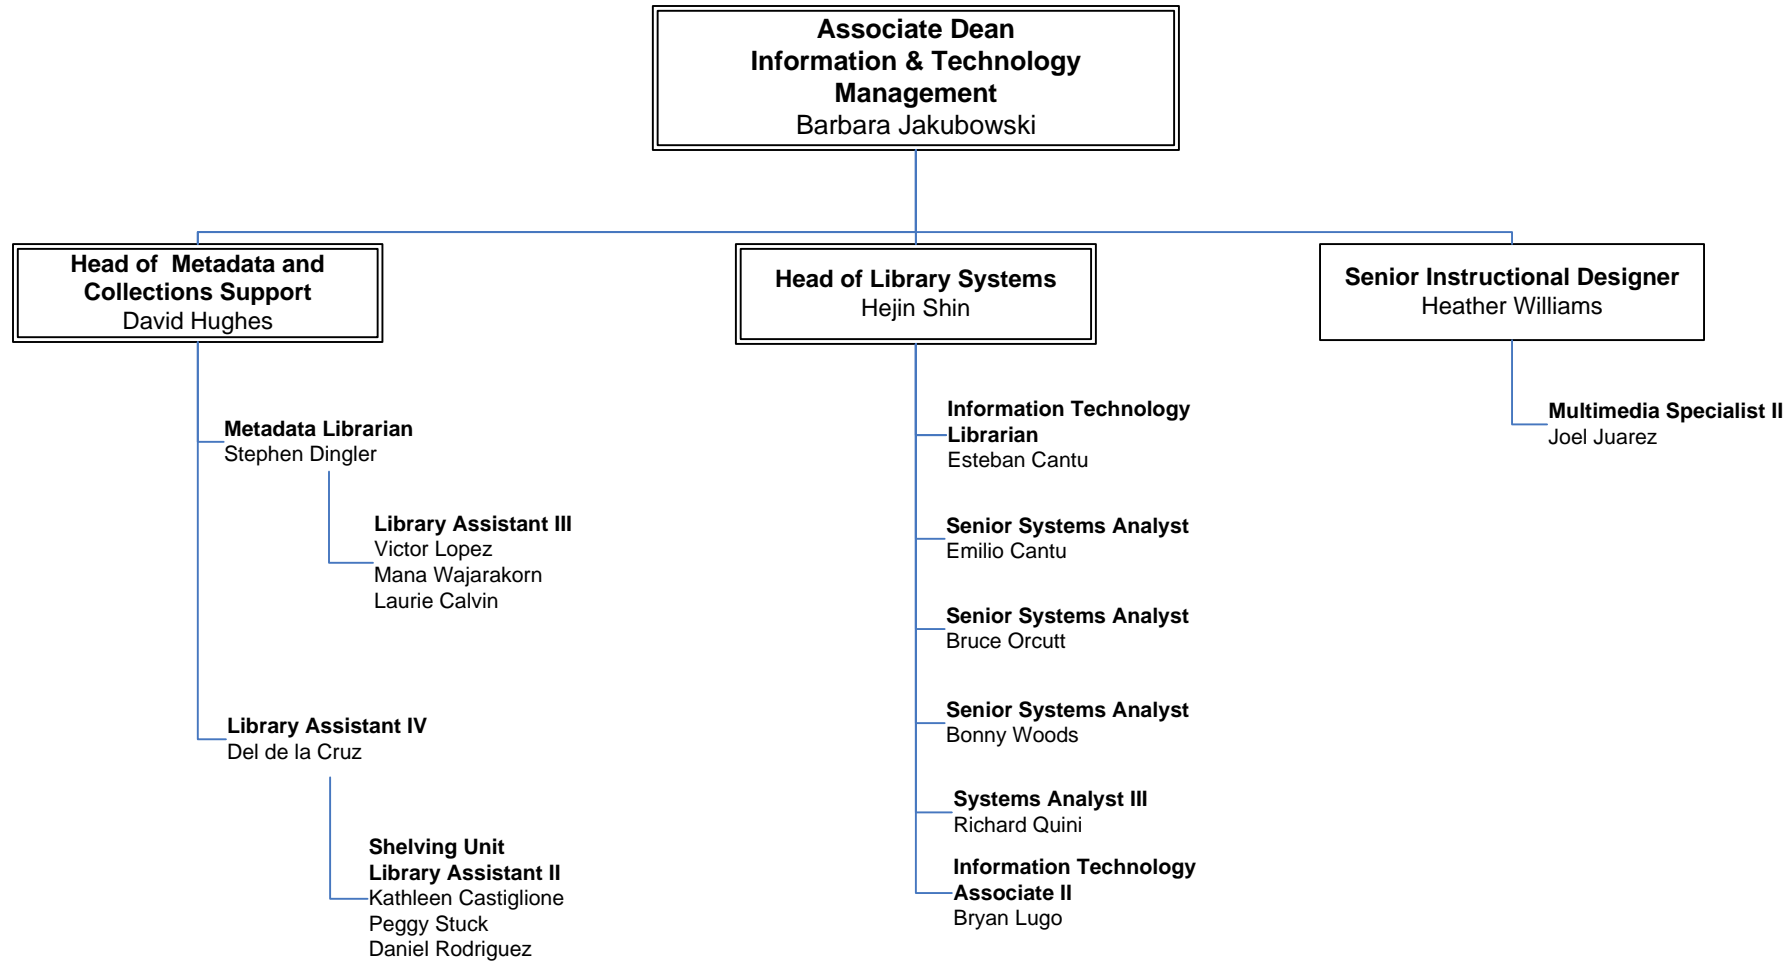 Associate Dean
Information & Technology
Management
Barbara Jakubowski
Head of Metadata and
Collections Support
David Hughes
Metadata Librarian
Stephen Dingler
Library Assistant III
Victor Lopez
Mana Wajarakorn
Laurie Calvin
Library Assistant IV
Del de la Cruz
Shelving Unit
Library Assistant II
Kathleen Castiglione
Peggy Stuck
Daniel Rodriguez
Head of Library Systems
Hejin Shin
Information Technology
Librarian
Esteban Cantu
Senior Systems Analyst
Emilio Cantu
Senior Systems Analyst
Bruce Orcutt
Senior Systems Analyst
Bonny Woods
Systems Analyst III
Richard Quini
Information Technology
Associate II
Bryan Lugo
Senior Instructional Designer
Heather Williams
Multimedia Specialist II
Joel Juarez